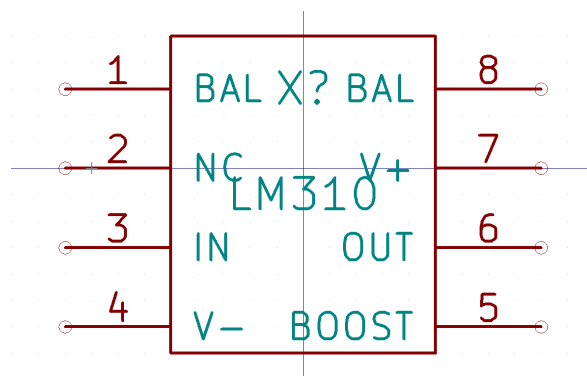 1 BAL X? BAL 8
2 NC V+ 7
LM310
3 IN OUT 6
4 V- BOOST 5